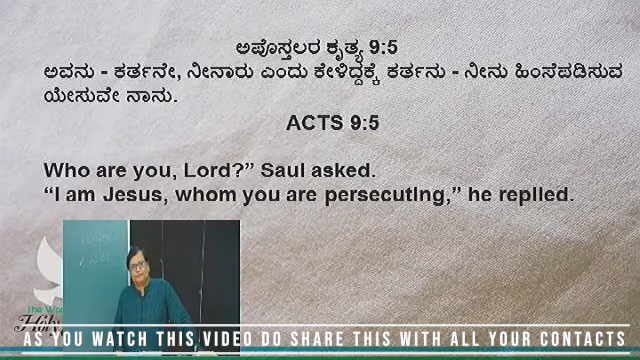 ಅಪೊಸ್ತಲರ ಕೃತ್ಯ 9:5
ಅವನು - ಕರ್ತನೇ, ನೀನಾರು ಎಂದು ಕೇಳಿದ್ದಕ್ಕೆ ಕರ್ತನು - ನೀನು ಹಿಂಸೆಪಡಿಸುವ
ಯೇಸುವೇ ನಾನು.
ACTS 9:5
Who are you, Lord?” Saul asked.
“I am Jesus, whom you are persecuting,” he replied.
The
Holy
AS YOU WATCH THIS VIDEO DO SHARE THIS WITH ALL YOUR CONTACTS